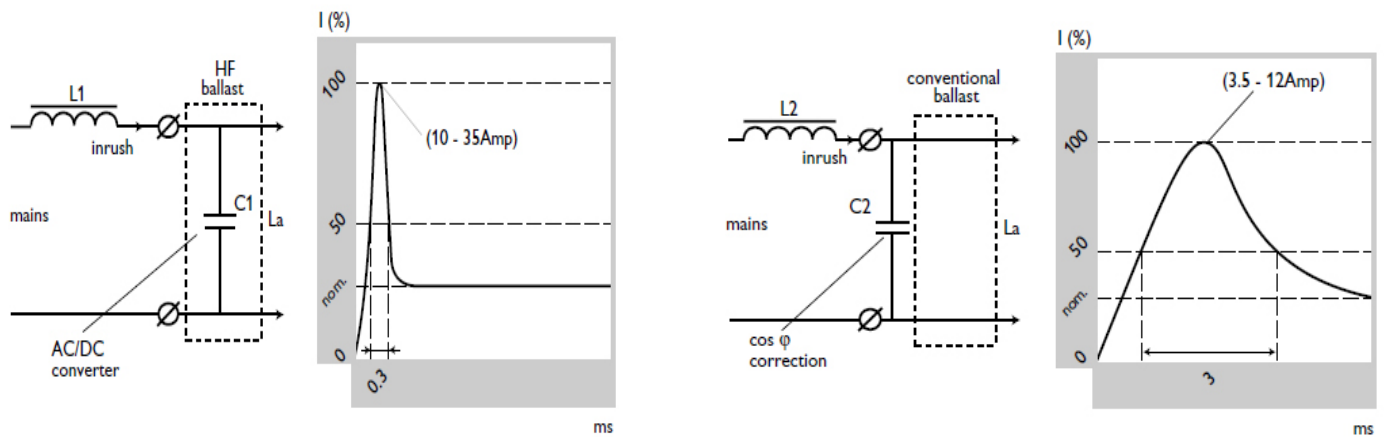 I (%)
HF
ballast
L1
inrush
mains
C1
La
AC/DC
converter
100
50
nom.
0
(10 - 35Amp)
0.3
ms
I (%)
conventional
ballast
L2
inrush
mains
C2
La
cos φ
correction
100
50
nom.
0
(3.5 - 12Amp)
3
ms